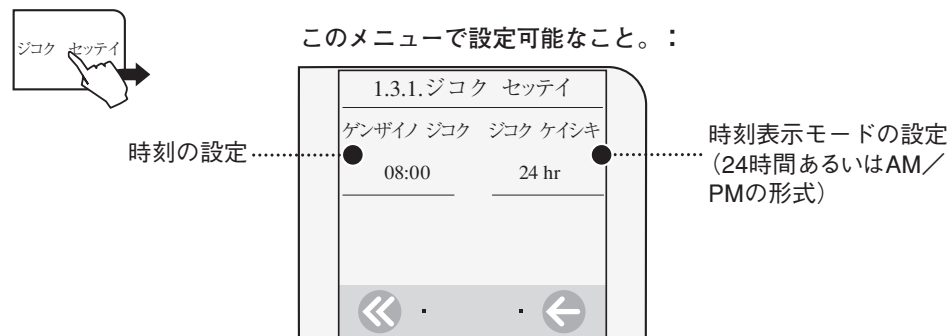 ジコク セッテイ
このメニューで設定可能なこと。:
1.3.1.ジコク セッテイ
ゲンザイノ ジコク ジコク ケイシキ
08:00 24 hr
時刻の設定
時刻表示モードの設定
(24時間あるいはAM/
PMの形式)